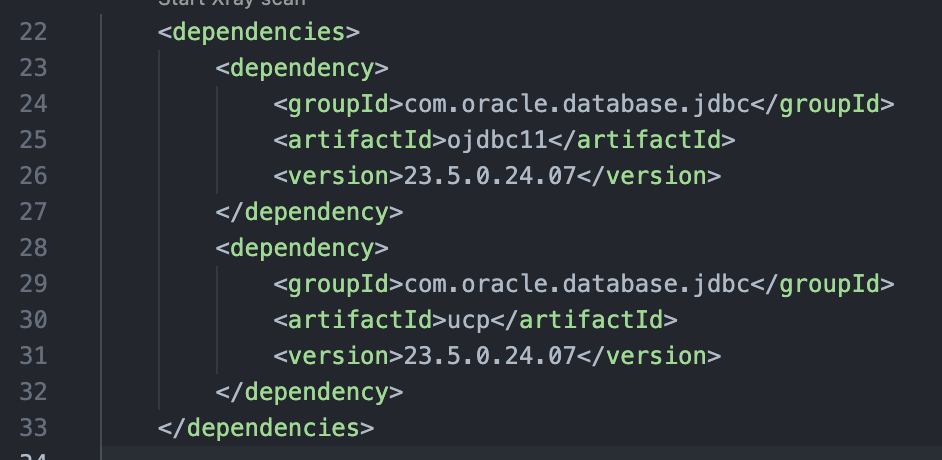 Start Xray scan
22 <dependencies>
23 <dependency>
24 <groupId>com.oracle.database.jdbc</groupId>
25 <artifactId>ojdbc11</artifactId>
26 <version>23.5.0.24.07</version>
27 </dependency>
28 <dependency>
29 <groupId>com.oracle.database.jdbc</groupId>
30 <artifactId>ucp</artifactId>
31 <version>23.5.0.24.07</version>
32 </dependency>
33 </dependencies>
34